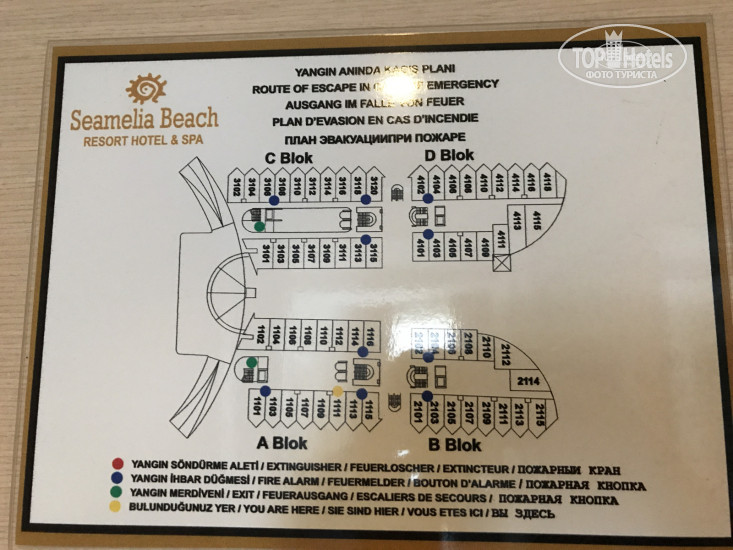 TOP Hotels
ФОТО ТУРИСТА
Seamelia Beach
RESORT HOTEL & SPA
YANGIN ANINDA PLANI
ROUTE OF ESCAPE IN EMERGENCY
AUSGANG IM FALLE VON FEUER
PLAN D'EVASION EN CAS D'INCENDIE
ПЛАН ЭВАКУАЦИИПРИ ПОЖАРЕ
C Blok
D Blok
3102 3104 3106 3108 3110 3112 3114 3116 3118 3120
4102 4104 4106 4108 4110 4112 4114 4116 4118
3101 3103 3105 3107 3109 3111 3113 3115
4101 4103 4105 4107 4109 4111 4113 4115
1102 1104 1106 1108 1110 1112 1114 1116
2102 2104 2106 2108 2110 2112 2114
1101 1103 1105 1107 1109 1111 1113 1115
2101 2103 2105 2107 2109 2111 2113 2115
A Blok
B Blok
YANGIN SÖNDÜRME ALETİ / EXTINGUISHER / FEUERLOSCHER / EXTINCTEUR / ПОЖАРНЫЙ КРАН
YANGIN İHBAR DÜĞMESİ / FIRE ALARM / FEUERMELDER / BOUTON D'ALARME / ПОЖАРНАЯ КНОПКА
YANGIN MERDİVENİ / EXIT / FEUERAUSGANG / ESCALIERS DE SECOURS / ПОЖАРНАЯ КНОПКА
BULUNDUĞUNUZ YER / YOU ARE HERE / SIE SIND HIER / VOUS ETES ICI / ВЫ ЗДЕСЬ